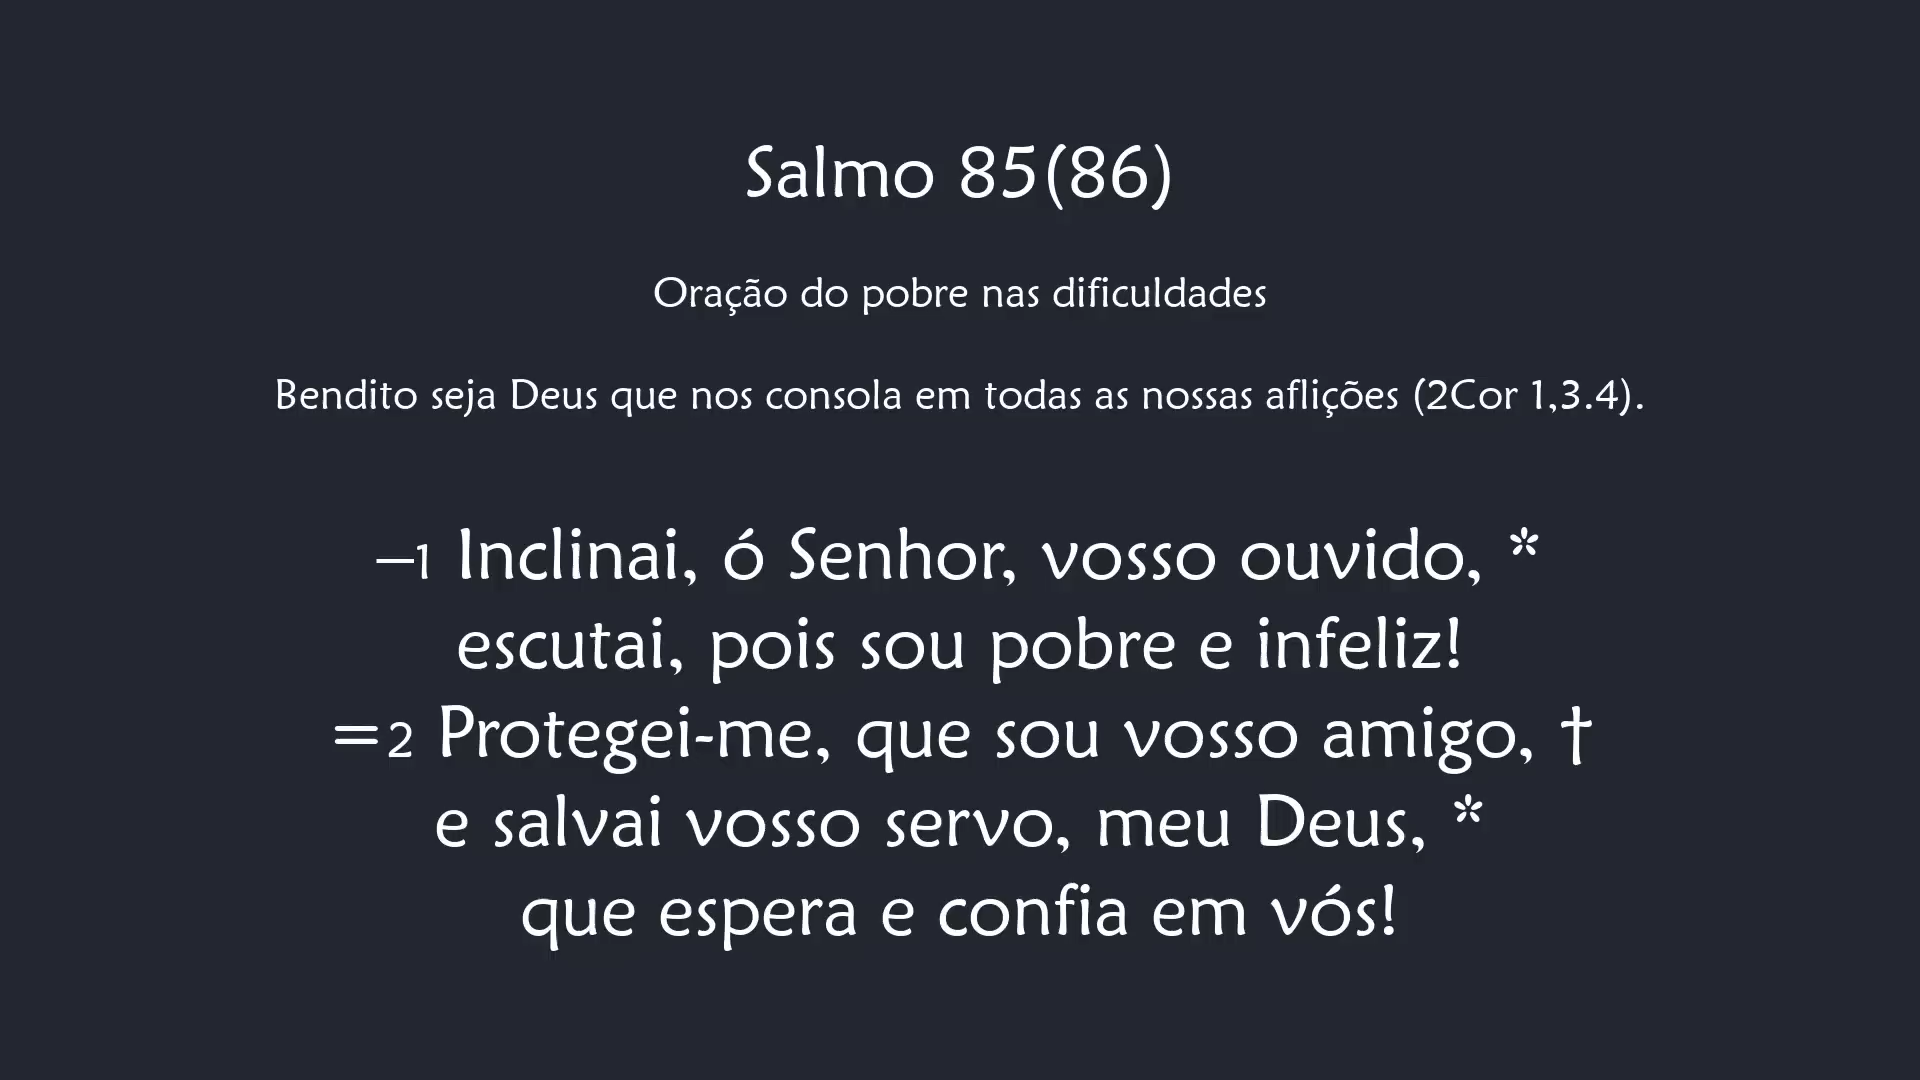 Salmo 85(86)
Oração do pobre nas dificuldades
Bendito seja Deus que nos consola em todas as nossas aflições (2Cor 1,3.4).
–1 Inclinai, ó Senhor, vosso ouvido, *
escutai, pois sou pobre e infeliz!
=2 Protegei-me, que sou vosso amigo, †
e salvai vosso servo, meu Deus, *
que espera e confia em vós!